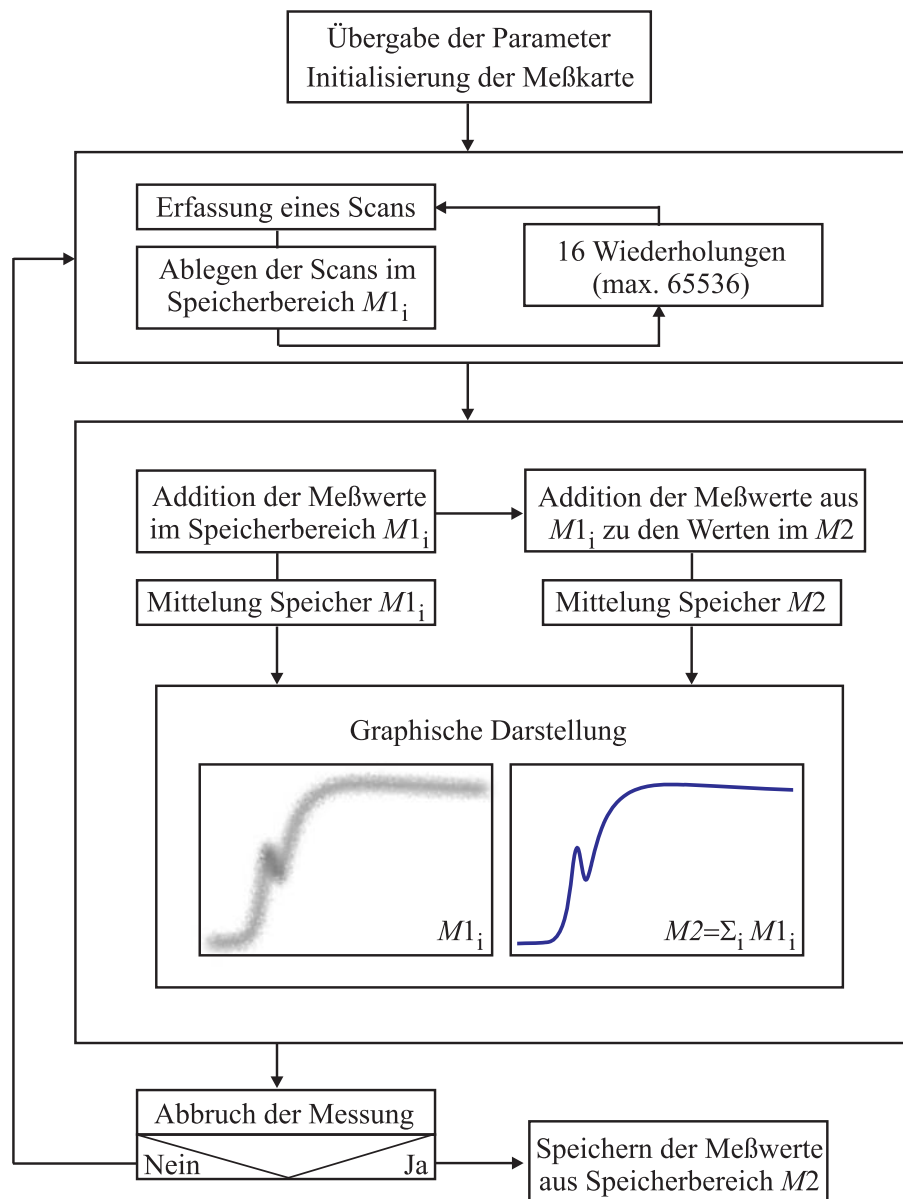 Übergabe der Parameter
Initialisierung der Meßkarte
Erfassung eines Scans
Ablegen der Scans im
Speicherbereich M1i
16 Wiederholungen
(max. 65536)
Addition der Meßwerte
im Speicherbereich M1i
Addition der Meßwerte aus
M1i zu den Werten im M2
Mittelung Speicher M1i
Mittelung Speicher M2
Graphische Darstellung
M1i
M2=Σi M1i
Abbruch der Messung
Nein
Ja
Speichern der Meßwerte
aus Speicherbereich M2